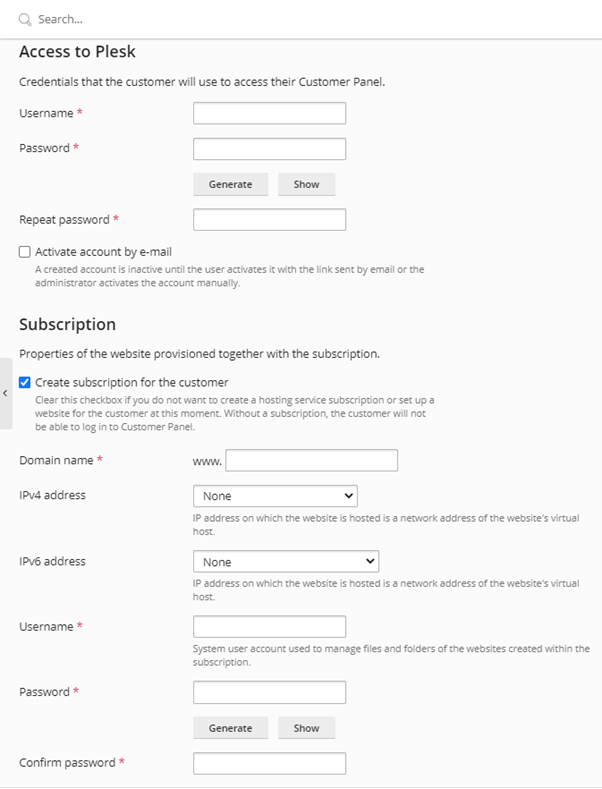 Search...
Access to Plesk
Credentials that the customer will use to access their Customer Panel.
Username *
Password *
Generate Show
Repeat password *
Activate account by e-mail
A created account is inactive until the user activates it with the link sent by email or the
administrator activates the account manually.
Subscription
Properties of the website provisioned together with the subscription.
Create subscription for the customer
Clear this checkbox if you do not want to create a hosting service subscription or set up a
website for the customer at this moment. Without a subscription, the customer will not
be able to log in to Customer Panel.
Domain name * www.
IPv4 address None
IP address on which the website is hosted is a network address of the website's virtual
host.
IPv6 address None
IP address on which the website is hosted is a network address of the website's virtual
host.
Username *
System user account used to manage files and folders of the websites created within the
subscription.
Password *
Generate Show
Confirm password *